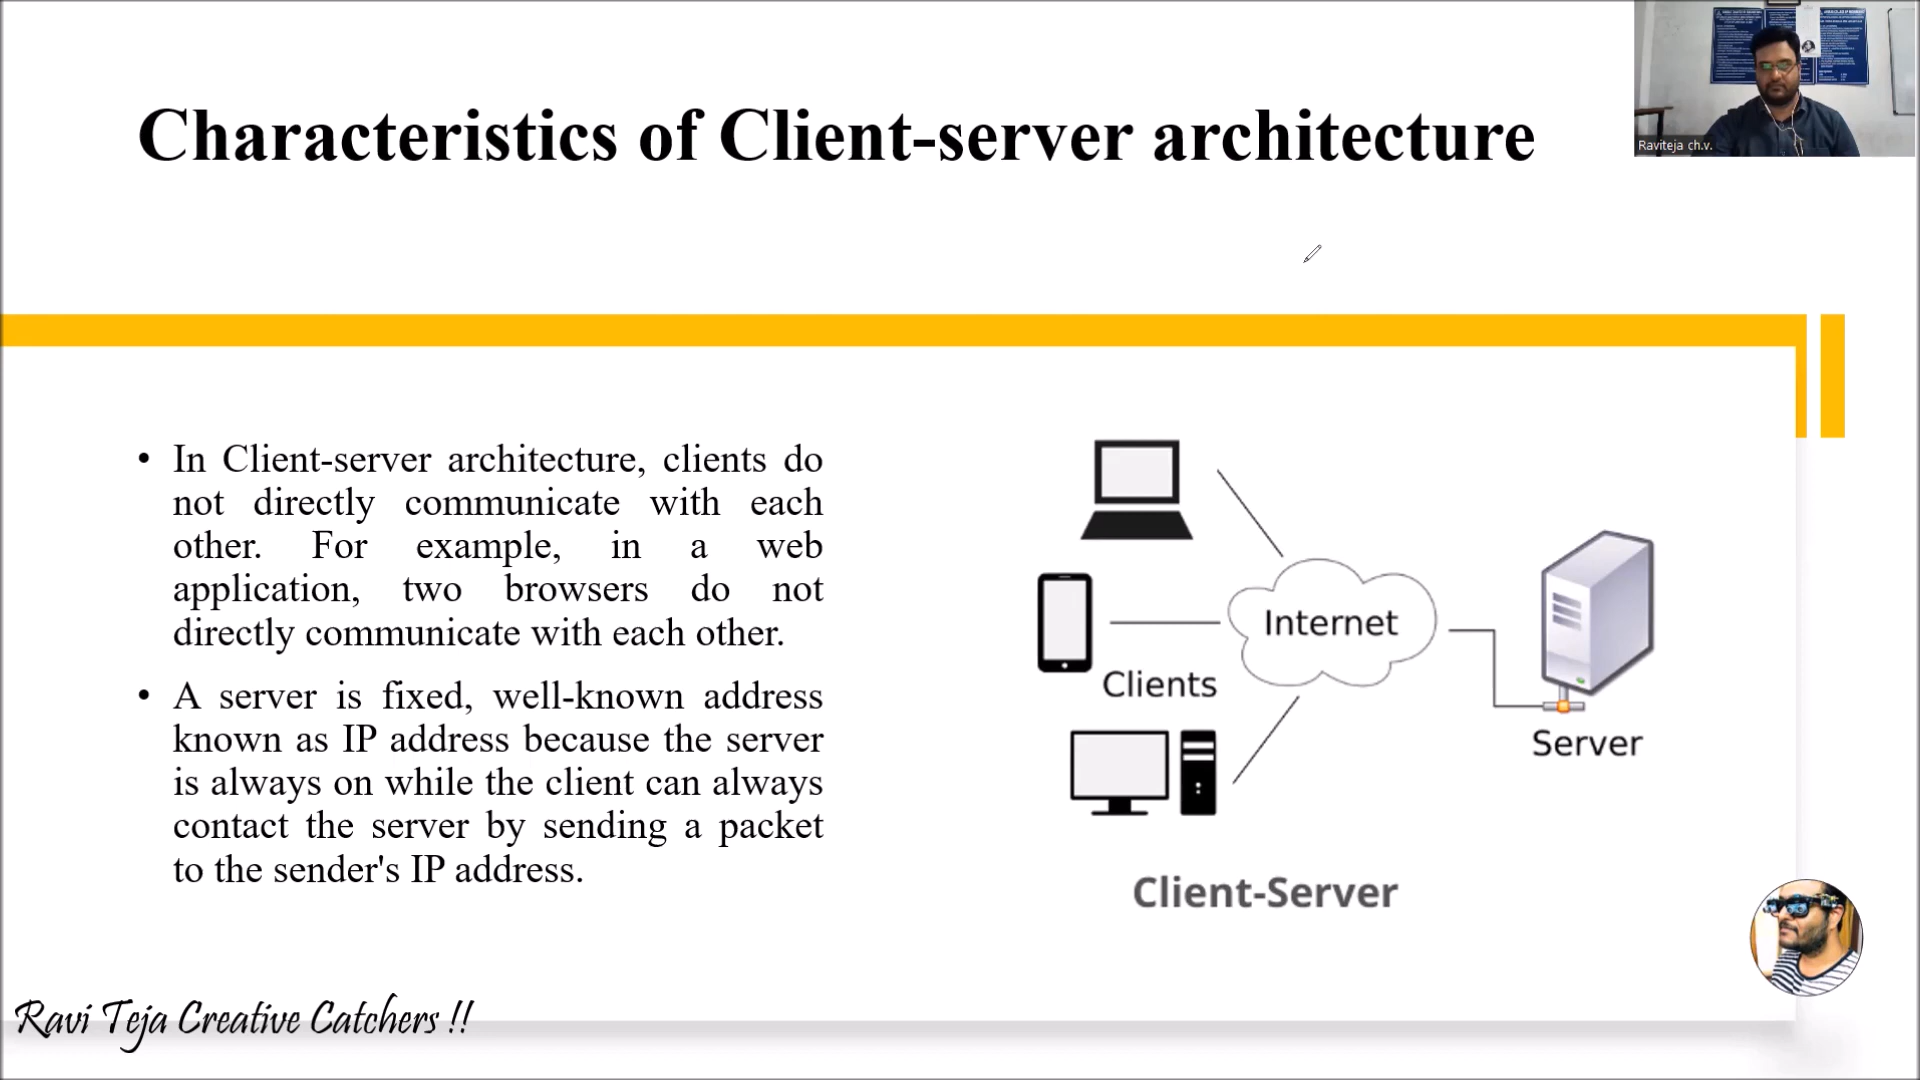 Characteristics of Client-server architecture
Raviteja ch.v.
• In Client-server architecture, clients do
not directly communicate with each
other. For example, in a web
application, two browsers do not
directly communicate with each other.
• A server is fixed, well-known address
known as IP address because the server
is always on while the client can always
contact the server by sending a packet
to the sender's IP address.
Internet
Clients
Server
Client-Server
Ravi Teja Creative Catchers !!